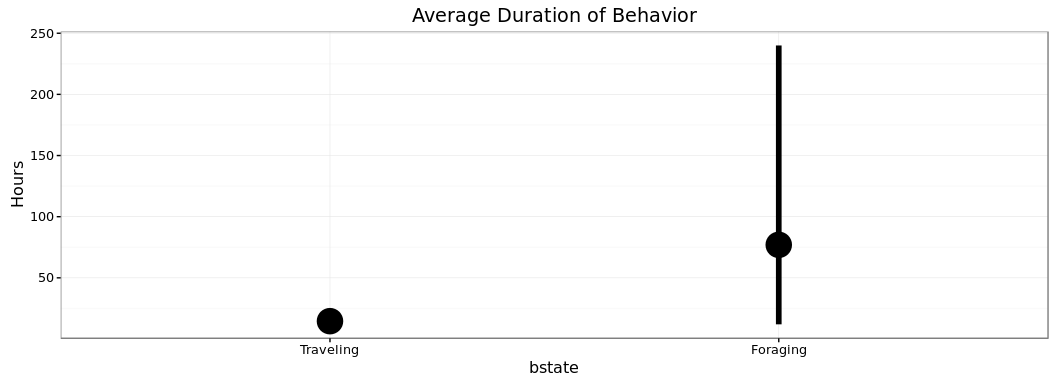 Average Duration of Behavior
250
200
150
100
50
Hours
Traveling
Foraging
bstate